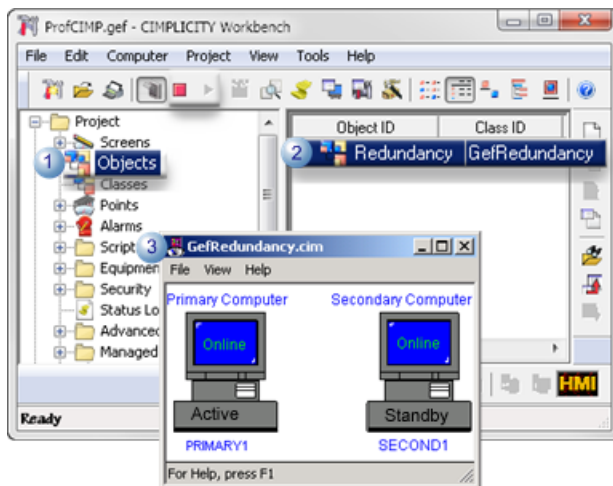 ProfCIMP.gef - CIMPLICITY Workbench
File Edit Computer Project View Tools Help
Project
Screens
1 Objects
Classes
Points
Alarms
Script
Equipmen
Security
Status Lo
Advanced
Managed
Object ID Class ID
2 Redundancy GefRedundancy
3 GefRedundancy.cim
File View Help
Primary Computer Secondary Computer
Online Online
Active Standby
PRIMARY1 SECOND1
For Help, press F1
HMI
Ready